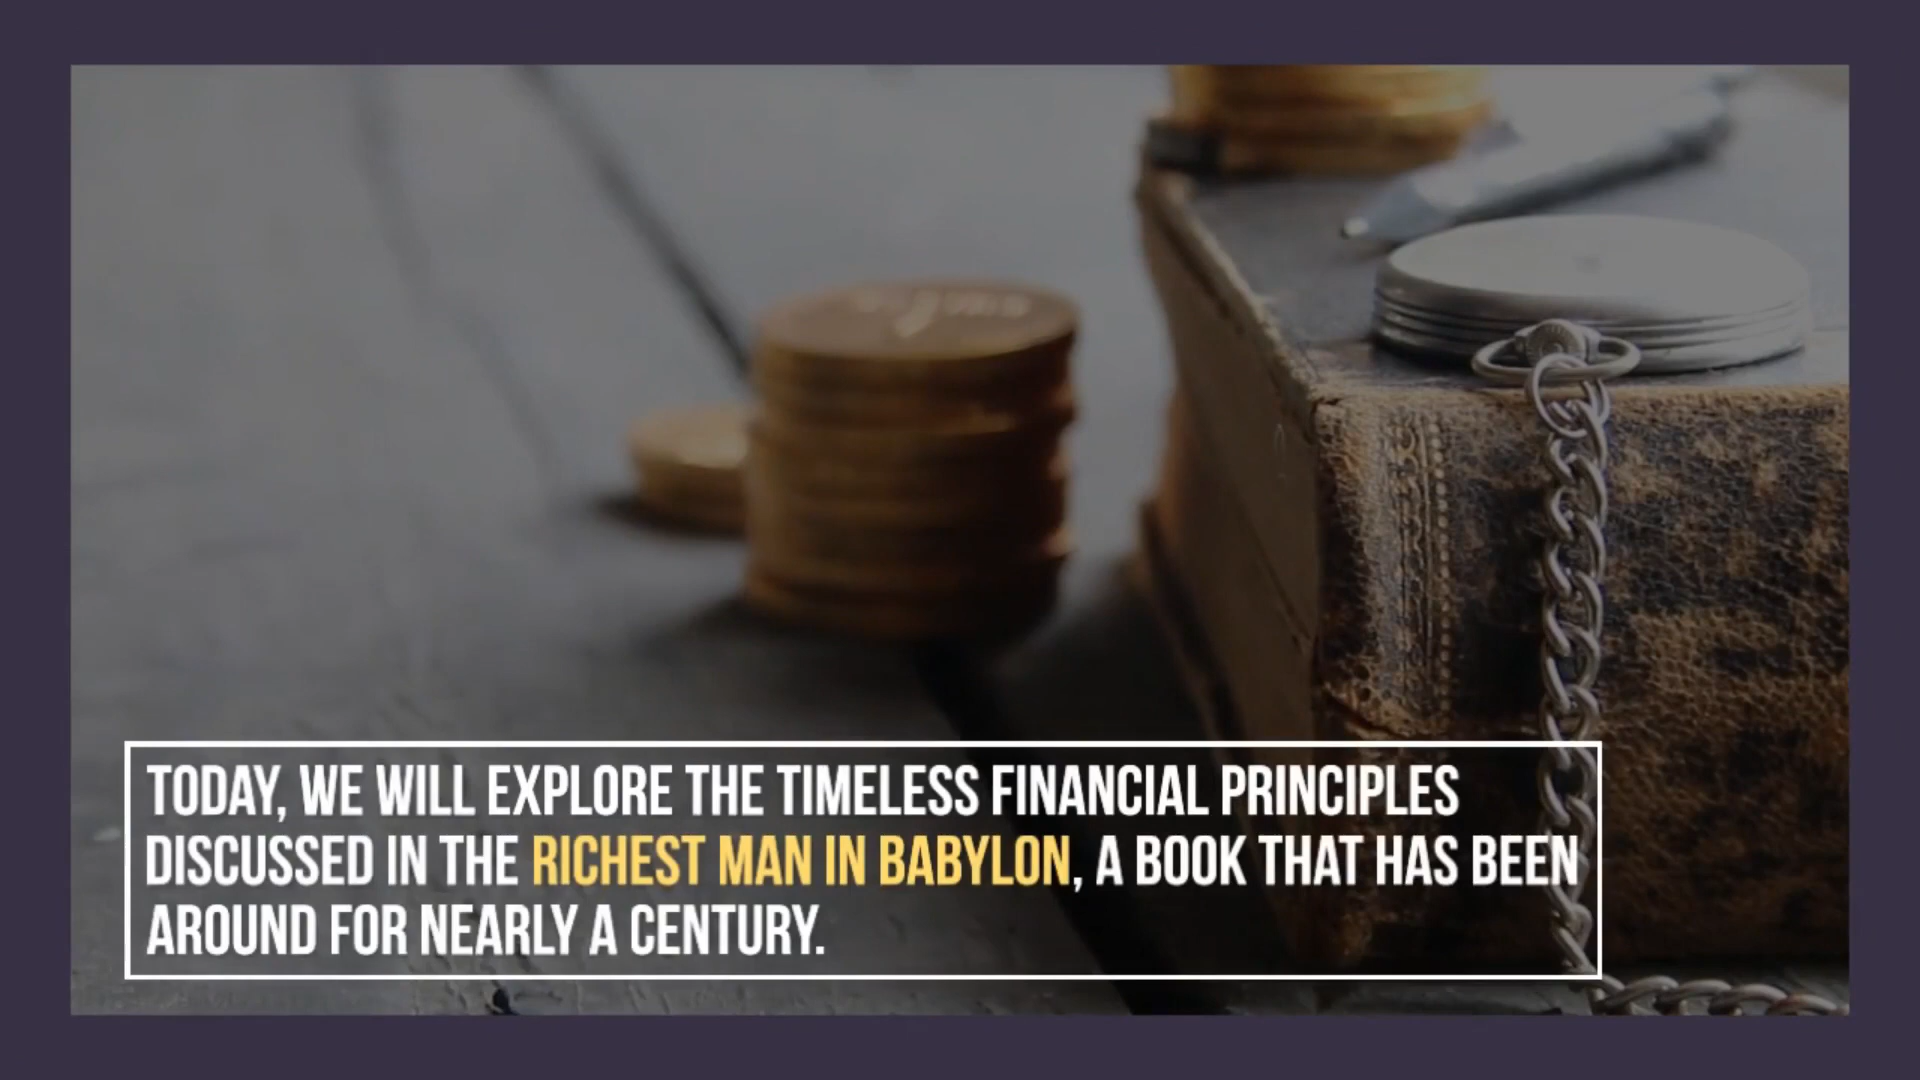 TODAY, WE WILL EXPLORE THE TIMELESS FINANCIAL PRINCIPLES
DISCUSSED IN THE RICHEST MAN IN BABYLON, A BOOK THAT HAS BEEN
AROUND FOR NEARLY A CENTURY.